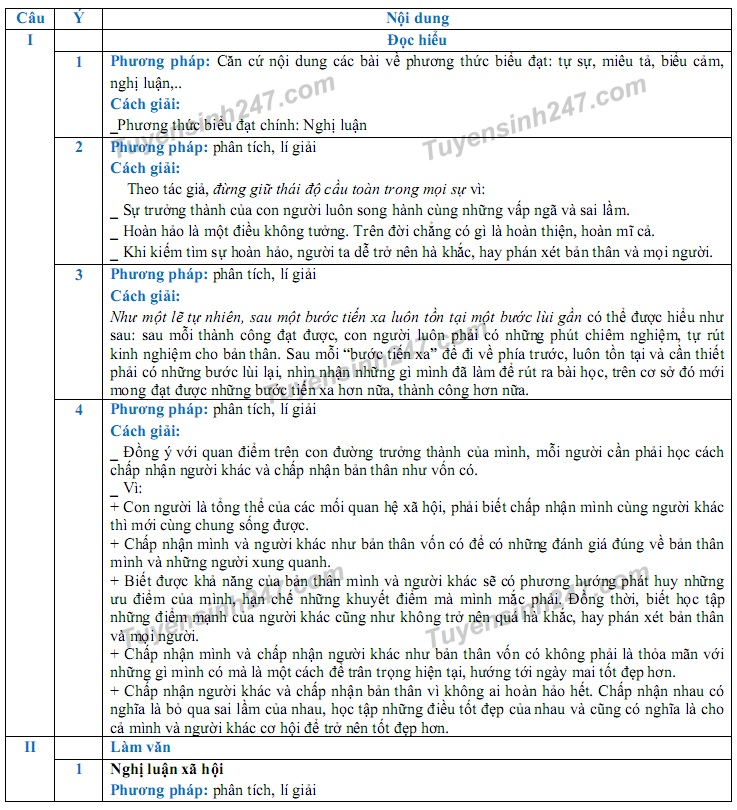 Câu Ý Nội dung
I Đọc hiểu
1 Phương pháp: Căn cứ nội dung các bài về phương thức biểu đạt: tự sự, miêu tả, biểu cảm,
nghị luận,..
Cách giải:
_Phương thức biểu đạt chính: Nghị luận
2 Phương pháp: phân tích, lí giải
Cách giải:
Theo tác giả, đừng giữ thái độ cầu toàn trong mọi sự vì:
_ Sự trưởng thành của con người luôn song hành cùng những vấp ngã và sai lầm.
_ Hoàn hảo là một điều không tưởng. Trên đời chẳng có gì là hoàn thiện, hoàn mĩ cả.
_ Khi kiếm tìm sự hoàn hảo, người ta dễ trở nên hà khắc, hay phán xét bản thân và mọi người.
3 Phương pháp: phân tích, lí giải
Cách giải:
Như một lẽ tự nhiên, sau một bước tiến xa luôn tồn tại một bước lùi gần có thể được hiểu như
sau: sau mỗi thành công đạt được, con người luôn phải có những phút chiêm nghiệm, tự rút
kinh nghiệm cho bản thân. Sau mỗi “bước tiến xa” để đi về phía trước, luôn tồn tại và cần thiết
phải có những bước lùi lại, nhìn nhận những gì mình đã làm để rút ra bài học, trên cơ sở đó mới
mong đạt được những bước tiến xa hơn nữa, thành công hơn nữa.
4 Phương pháp: phân tích, lí giải
Cách giải:
_ Đồng ý với quan điểm trên con đường trưởng thành của mình, mỗi người cần phải học cách
chấp nhận người khác và chấp nhận bản thân như vốn có.
_ Vì:
+ Con người là tổng thể của các mối quan hệ xã hội, phải biết chấp nhận mình cùng người khác
thì mới cùng chung sống được.
+ Chấp nhận mình và người khác như bản thân vốn có để có những đánh giá đúng về bản thân
mình và những người xung quanh.
+ Biết được khả năng của bản thân mình và người khác sẽ có phương hướng phát huy những
ưu điểm của mình, hạn chế những khuyết điểm mà mình mắc phải. Đồng thời, biết học tập
những điểm mạnh của người khác cũng như không trở nên quá hà khắc, hay phán xét bản thân
và mọi người.
+ Chấp nhận mình và chấp nhận người khác như bản thân vốn có không phải là thỏa mãn với
những gì mình có mà là một cách để trân trọng hiện tại, hướng tới ngày mai tốt đẹp hơn.
+ Chấp nhận người khác và chấp nhận bản thân vì không ai hoàn hảo hết. Chấp nhận nhau có
nghĩa là bỏ qua sai lầm của nhau, học tập những điều tốt đẹp của nhau và cũng có nghĩa là cho
cả mình và người khác cơ hội để trở nên tốt đẹp hơn.
II Làm văn
1 Nghị luận xã hội
Phương pháp: phân tích, lí giải
Tuyensinh247.com
Tuyensinh247.com
Tuyensinh247.com
Tuyensinh247.com
Tuyensinh247.com